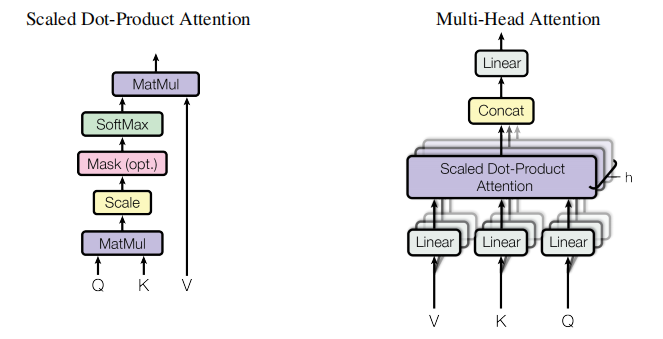 Scaled Dot-Product Attention
MatMul
SoftMax
Mask (opt.)
Scale
MatMul
Q K V
Multi-Head Attention
Linear
Concat
Scaled Dot-Product
Attention
h
Linear Linear Linear
V K Q